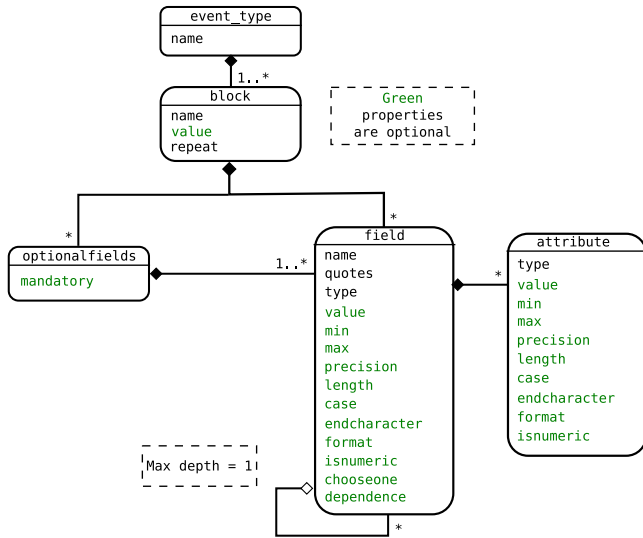 event_type
name
1..*
block
name
value
repeat
Green
properties
are optional
*
*
optionalfields
mandatory
1..*
field
name
quotes
type
value
min
max
precision
length
case
endcharacter
format
isnumeric
chooseone
dependence
*
attribute
type
value
min
max
precision
length
case
endcharacter
format
isnumeric
Max depth = 1
*